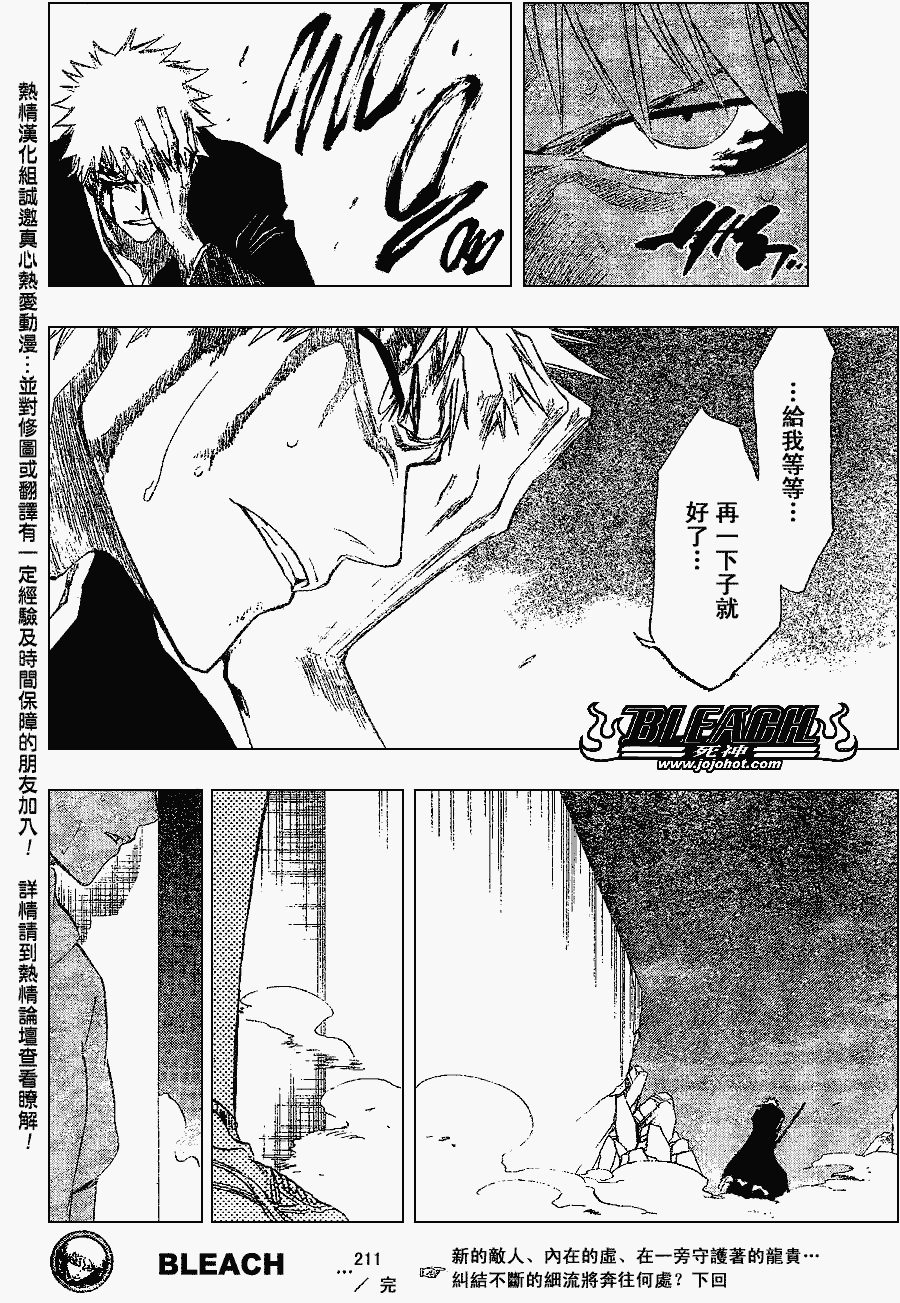 …給我等等…
再一下子就
好了…
BLEACH
死神
www.jojohot.com
熱情漢化組誠邀真心熱愛動漫…並對修圖或翻譯有一定經驗及時間保障的朋友加入！ 詳情請到熱情論壇查看瞭解！
BLEACH
…211／完
☞新的敵人、內在的虛、在一旁守護著的龍貴…
糾結不斷的細流將奔往何處？下回